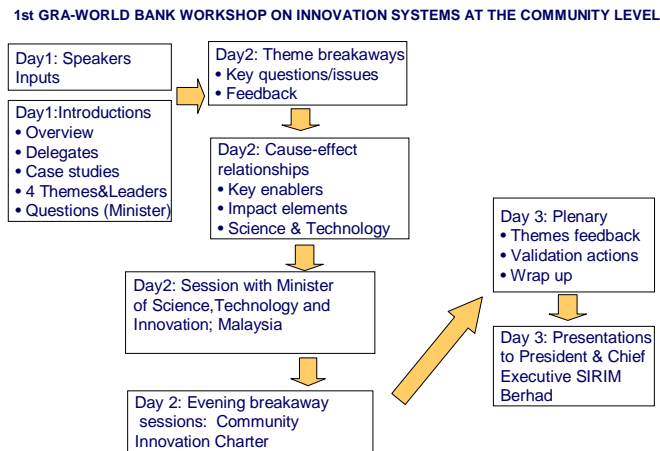 1st GRA-WORLD BANK WORKSHOP ON INNOVATION SYSTEMS AT THE COMMUNITY LEVEL
Day1: Speakers
Inputs
Day1:Introductions
• Overview
• Delegates
• Case studies
• 4 Themes&Leaders
• Questions (Minister)
Day2: Theme breakaways
• Key questions/issues
• Feedback
Day2: Cause-effect
relationships
• Key enablers
• Impact elements
• Science & Technology
Day2: Session with Minister
of Science,Technology and
Innovation; Malaysia
Day 2: Evening breakaway
sessions: Community
Innovation Charter
Day 3: Plenary
• Themes feedback
• Validation actions
• Wrap up
Day 3: Presentations
to President & Chief
Executive SIRIM
Berhad